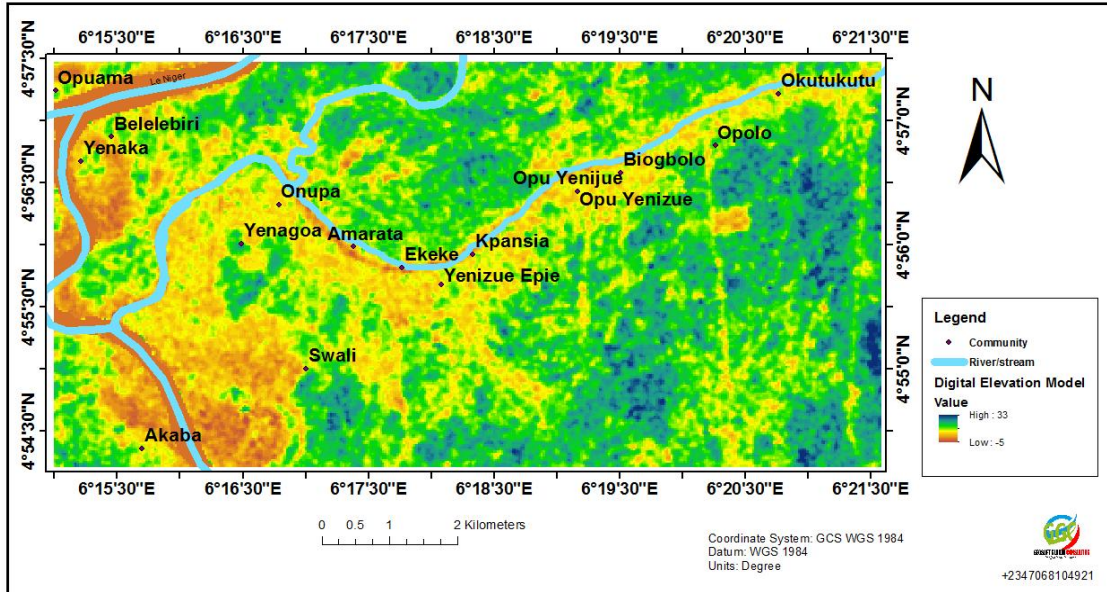 6°15'30"E 6°16'30"E 6°17'30"E 6°18'30"E 6°19'30"E 6°20'30"E 6°21'30"E
4°57'30"N
4°56'30"N
4°55'30"N
4°54'30"N
Opuama
Le Niger
Okutukutu
Belelebiri
Yenaka
Opolo
Biogbolo
Opu Yenijue
Opu Yenizue
Onupa
Yenagoa
Amarata
Kpansia
Ekeke
Yenizue Epie
Swali
Akaba
4°57'0"N
4°56'0"N
4°55'0"N
6°15'30"E 6°16'30"E 6°17'30"E 6°18'30"E 6°19'30"E 6°20'30"E 6°21'30"E
N
Legend
Community
River/stream
Digital Elevation Model
Value
High : 33
Low : -5
0 0.5 1 2 Kilometers
Coordinate System: GCS WGS 1984
Datum: WGS 1984
Units: Degree
+2347068104921